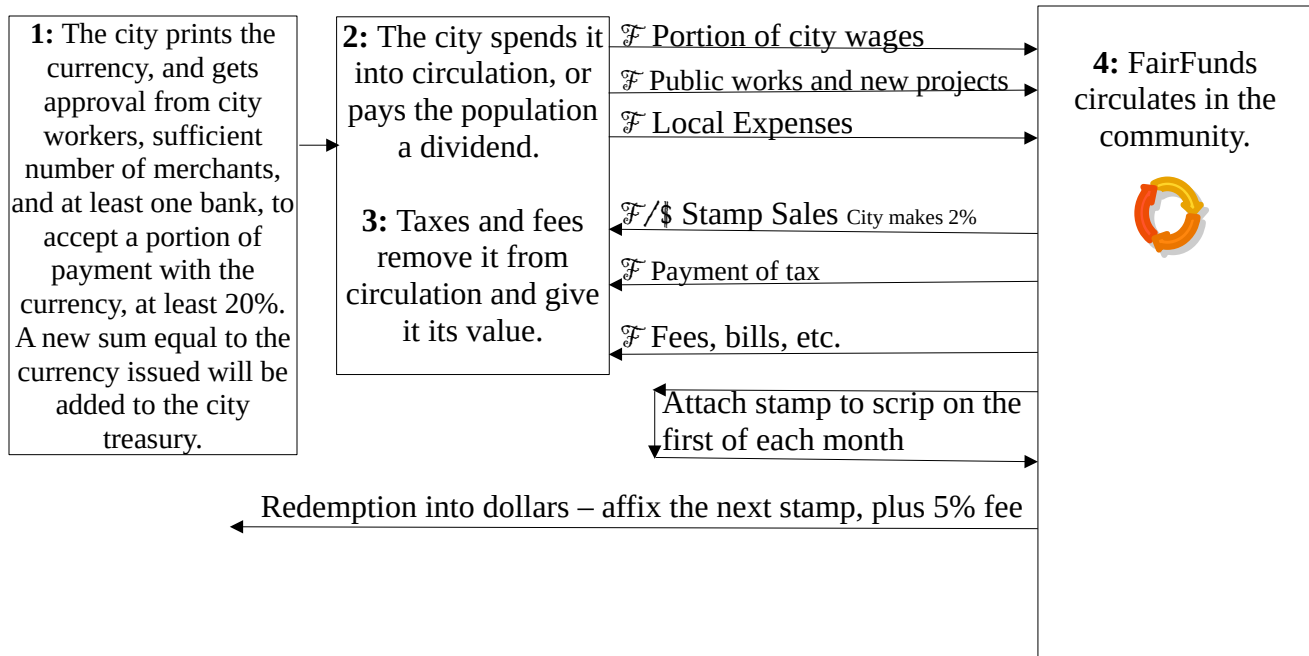 1: The city prints the
currency, and gets
approval from city
workers, sufficient
number of merchants,
and at least one bank, to
accept a portion of
payment with the
currency, at least 20%.
A new sum equal to the
currency issued will be
added to the city
treasury.
2: The city spends it
into circulation, or
pays the population
a dividend.
3: Taxes and fees
remove it from
circulation and give
it its value.
ℱ Portion of city wages
ℱ Public works and new projects
ℱ Local Expenses
ℱ/$ Stamp Sales City makes 2%
ℱ Payment of tax
ℱ Fees, bills, etc.
Attach stamp to scrip on the
first of each month
Redemption into dollars – affix the next stamp, plus 5% fee
4: FairFunds
circulates in the
community.